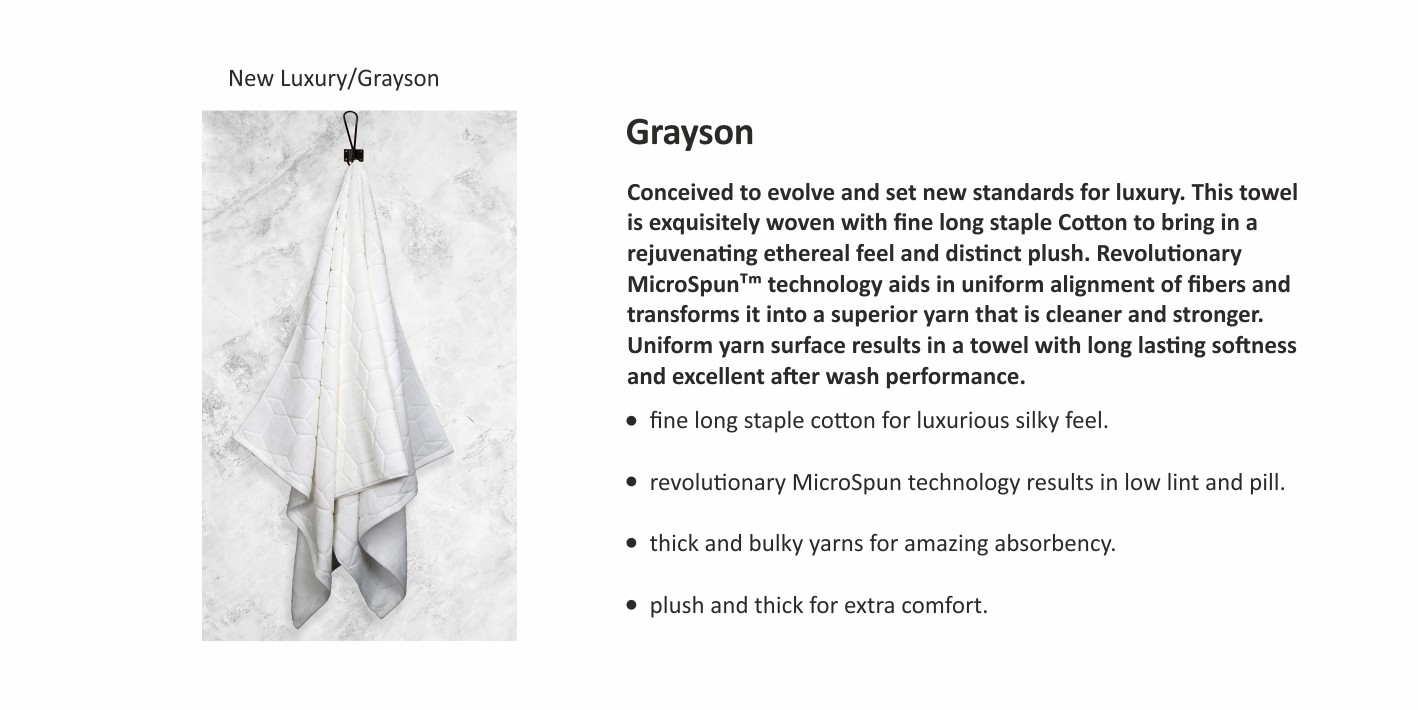 New Luxury/Grayson
Grayson
Conceived to evolve and set new standards for luxury. This towel
is exquisitely woven with fine long staple Cotton to bring in a
rejuvenating ethereal feel and distinct plush. Revolutionary
MicroSpunᵀᵐ technology aids in uniform alignment of fibers and
transforms it into a superior yarn that is cleaner and stronger.
Uniform yarn surface results in a towel with long lasting softness
and excellent after wash performance.
• fine long staple cotton for luxurious silky feel.
• revolutionary MicroSpun technology results in low lint and pill.
• thick and bulky yarns for amazing absorbency.
• plush and thick for extra comfort.